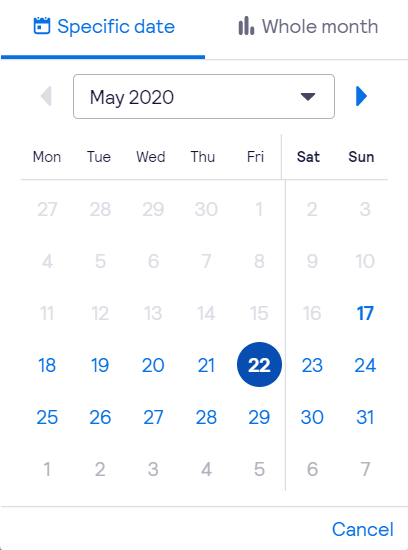 Specific date Whole month
May 2020
Mon Tue Wed Thu Fri Sat Sun
27 28 29 30 1 2 3
4 5 6 7 8 9 10
11 12 13 14 15 16 17
18 19 20 21 22 23 24
25 26 27 28 29 30 31
1 2 3 4 5 6 7
Cancel